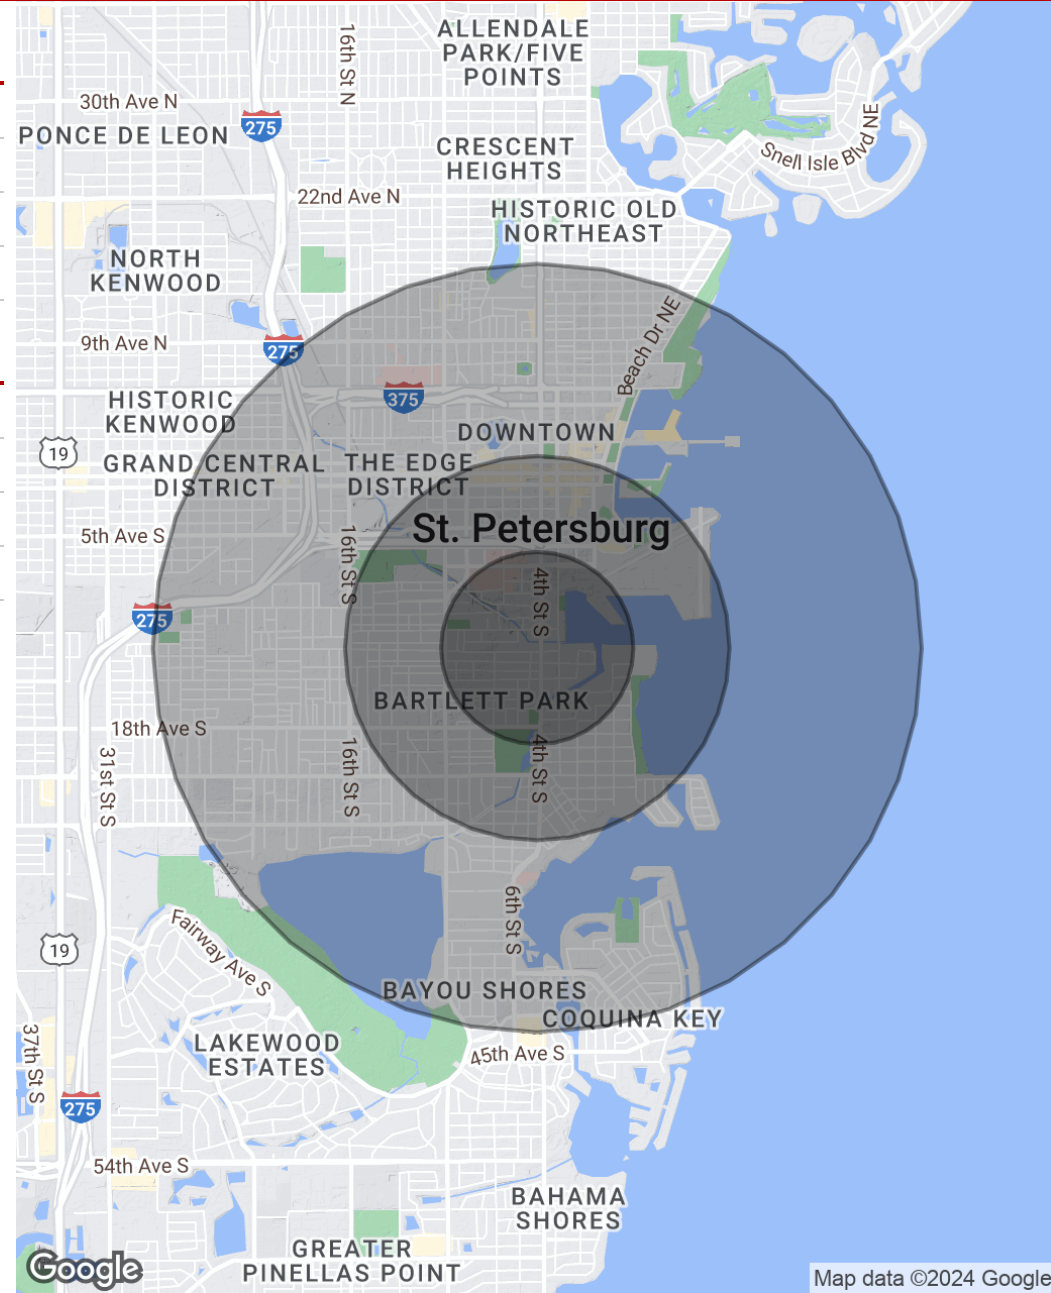 ALLENDALE
PARK/FIVE
POINTS
16th St N
30th Ave N
275
PONCE DE LEON
Snell Isle Blvd NE
CRESCENT
HEIGHTS
22nd Ave N
HISTORIC OLD
NORTHEAST
NORTH
KENWOOD
Beach Dr NE
9th Ave N
275
375
HISTORIC
KENWOOD
DOWNTOWN
19
GRAND CENTRAL
DISTRICT
THE EDGE
DISTRICT
St. Petersburg
5th Ave S
16th St S
4th St S
275
BARTLETT PARK
18th Ave S
31st St S
16th St S
4th St S
6th St S
19
Fairway Ave S
BAYOU SHORES
COQUINA KEY
37th St S
LAKEWOOD
ESTATES
45th Ave S
275
54th Ave S
BAHAMA
SHORES
GREATER
PINELLAS POINT
Google
Map data ©2024 Google